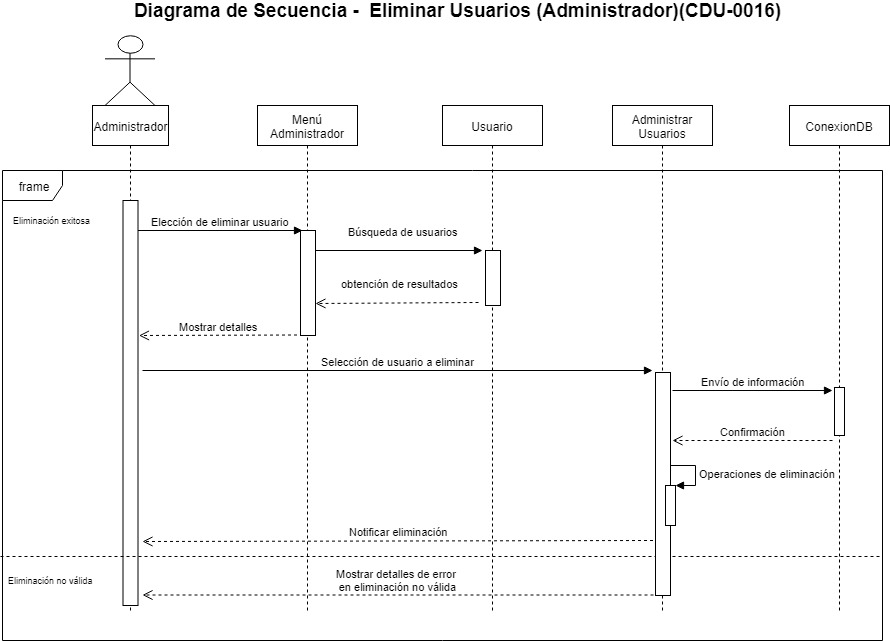 Diagrama de Secuencia - Eliminar Usuarios (Administrador)(CDU-0016)
Administrador
Menú
Administrador
Usuario
Administrar
Usuarios
ConexionDB
frame
Eliminación exitosa
Elección de eliminar usuario
Búsqueda de usuarios
obtención de resultados
Mostrar detalles
Selección de usuario a eliminar
Envío de información
Confirmación
Operaciones de eliminación
Notificar eliminación
Eliminación no válida
Mostrar detalles de error
en eliminación no válida